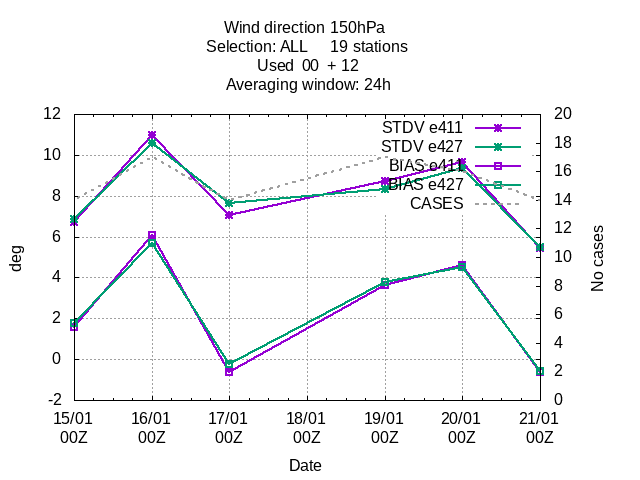 Wind direction 150hPa
Selection: ALL 19 stations
Used 00 + 12
Averaging window: 24h
12
10
8
6
4
2
0
-2
deg
20
18
16
14
12
10
8
6
4
2
0
No cases
STDV e411
STDV e427
BIAS e411
BIAS e427
CASES
15/01 16/01 17/01 18/01 19/01 20/01 21/01
00Z 00Z 00Z 00Z 00Z 00Z 00Z
Date